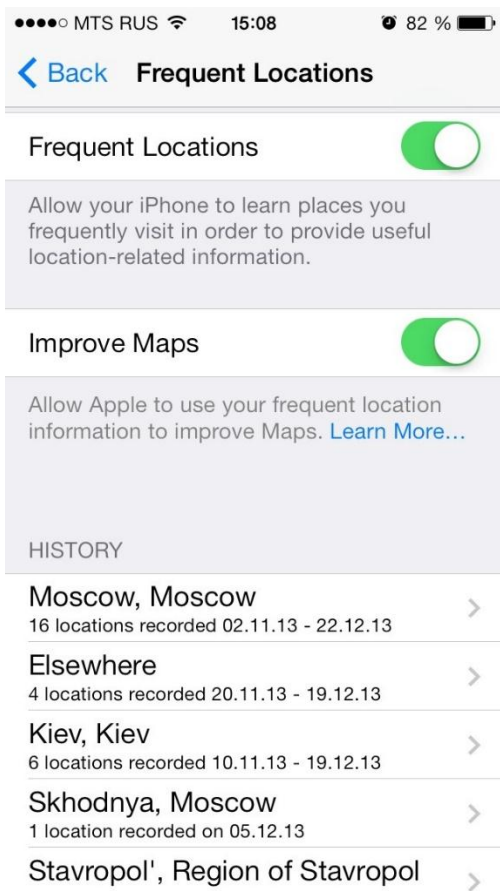 MTS RUS 15:08 82 %
Back Frequent Locations
Frequent Locations
Allow your iPhone to learn places you
frequently visit in order to provide useful
location-related information.
Improve Maps
Allow Apple to use your frequent location
information to improve Maps. Learn More...
HISTORY
Moscow, Moscow
16 locations recorded 02.11.13 - 22.12.13
Elsewhere
4 locations recorded 20.11.13 - 19.12.13
Kiev, Kiev
6 locations recorded 10.11.13 - 19.12.13
Skhodnya, Moscow
1 location recorded on 05.12.13
Stavropol', Region of Stavropol